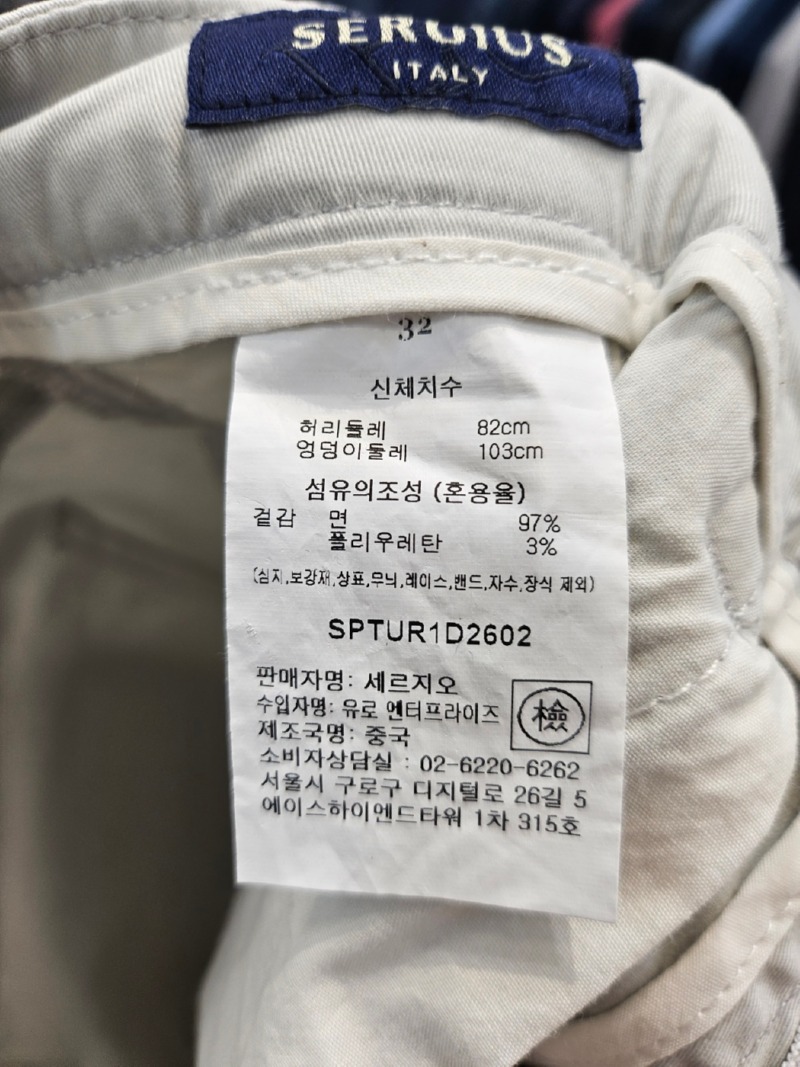 SERGIUS
ITALY
32
신체치수
허리둘레 82cm
엉덩이둘레 103cm
섬유의조성 (혼용율)
겉감 면 97%
폴리우레탄 3%
(심지,보강재,상표,무늬,레이스,밴드,자수,장식 제외)
SPTUR1D2602
판매자명: 세르지오
수입자명: 유로 엔터프라이즈
檢
제조국명: 중국
소비자상담실 : 02-6220-6262
서울시 구로구 디지털로 26길 5
에이스하이엔드타워 1차 315호